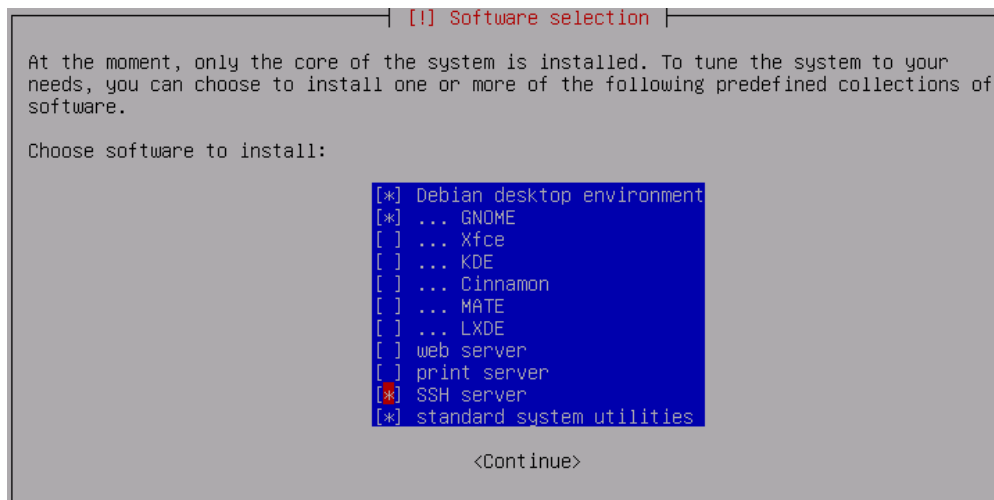 [!] Software selection
At the moment, only the core of the system is installed. To tune the system to your
needs, you can choose to install one or more of the following predefined collections of
software.
Choose software to install:
[*] Debian desktop environment
[*] ... GNOME
[ ] ... Xfce
[ ] ... KDE
[ ] ... Cinnamon
[ ] ... MATE
[ ] ... LXDE
[ ] web server
[ ] print server
[*] SSH server
[*] standard system utilities
<Continue>